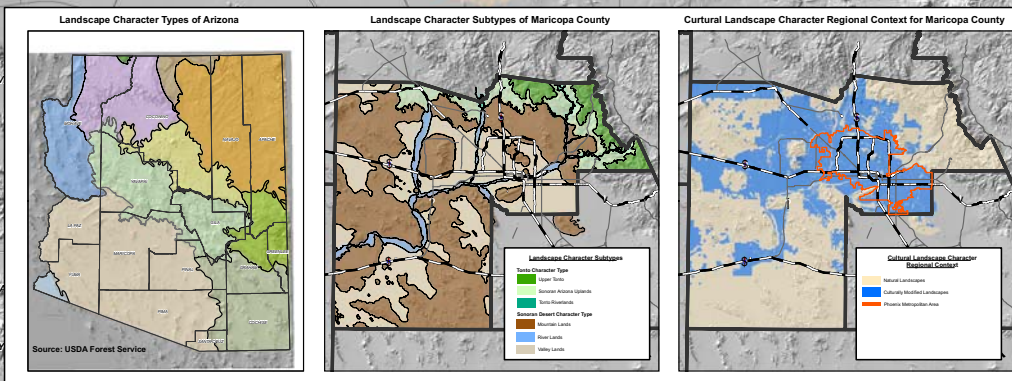 Landscape Character Types of Arizona
MOHAVE
COCONINO
NAVAJO
APACHE
YAVAPAI
GILA
LA PAZ
MARICOPA
PINAL
GRAHAM
GREENLEE
YUMA
PIMA
COCHISE
SANTA CRUZ
Source: USDA Forest Service
Landscape Character Subtypes of Maricopa County
Landscape Character Subtypes
Tonto Character Type
Upper Tonto
Sonoran Arizona Uplands
Tonto Riverlands
Sonoran Desert Character Type
Mountain Lands
River Lands
Valley Lands
Curtural Landscape Character Regional Context for Maricopa County
Cultural Landscape Character
Regional Context
Natural Landscapes
Culturally Modified Landscapes
Phoenix Metropolitan Area